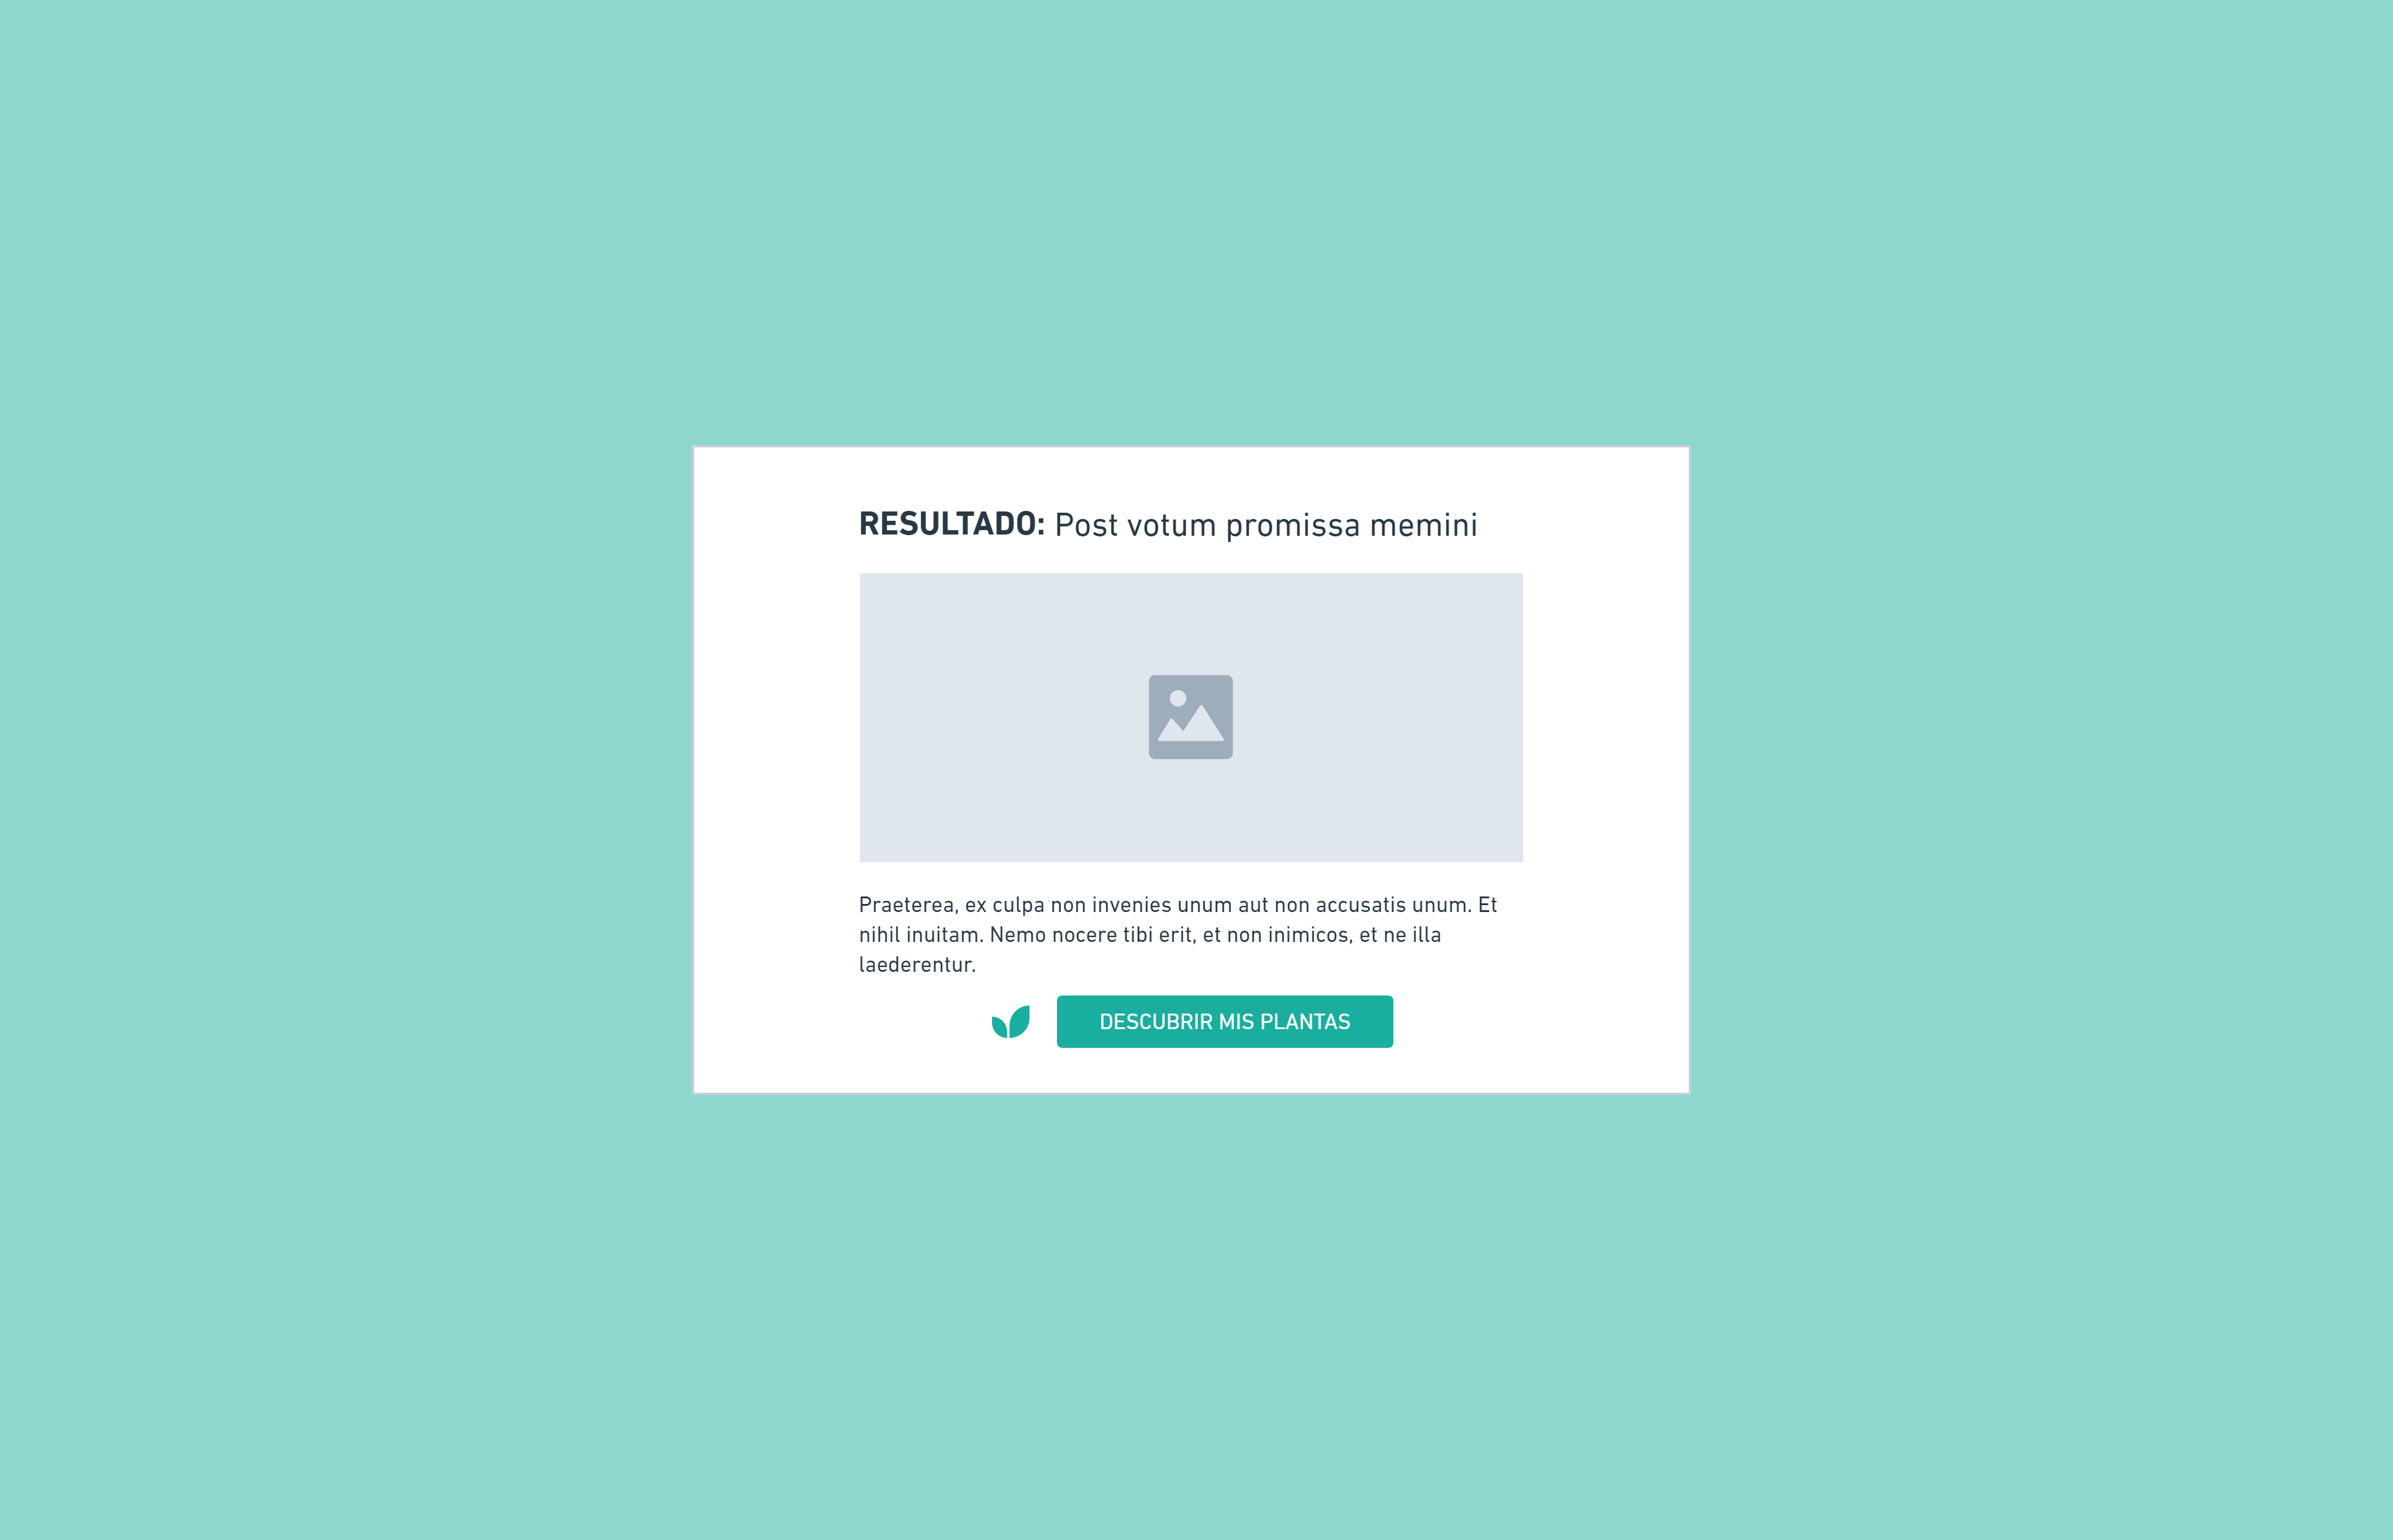 RESULTADO: Post votum promissa memini
Praeterea, ex culpa non invenies unum aut non accusatis unum. Et
nihil inuitam. Nemo nocere tibi erit, et non inimicos, et ne illa
laederentur.
DESCUBRIR MIS PLANTAS